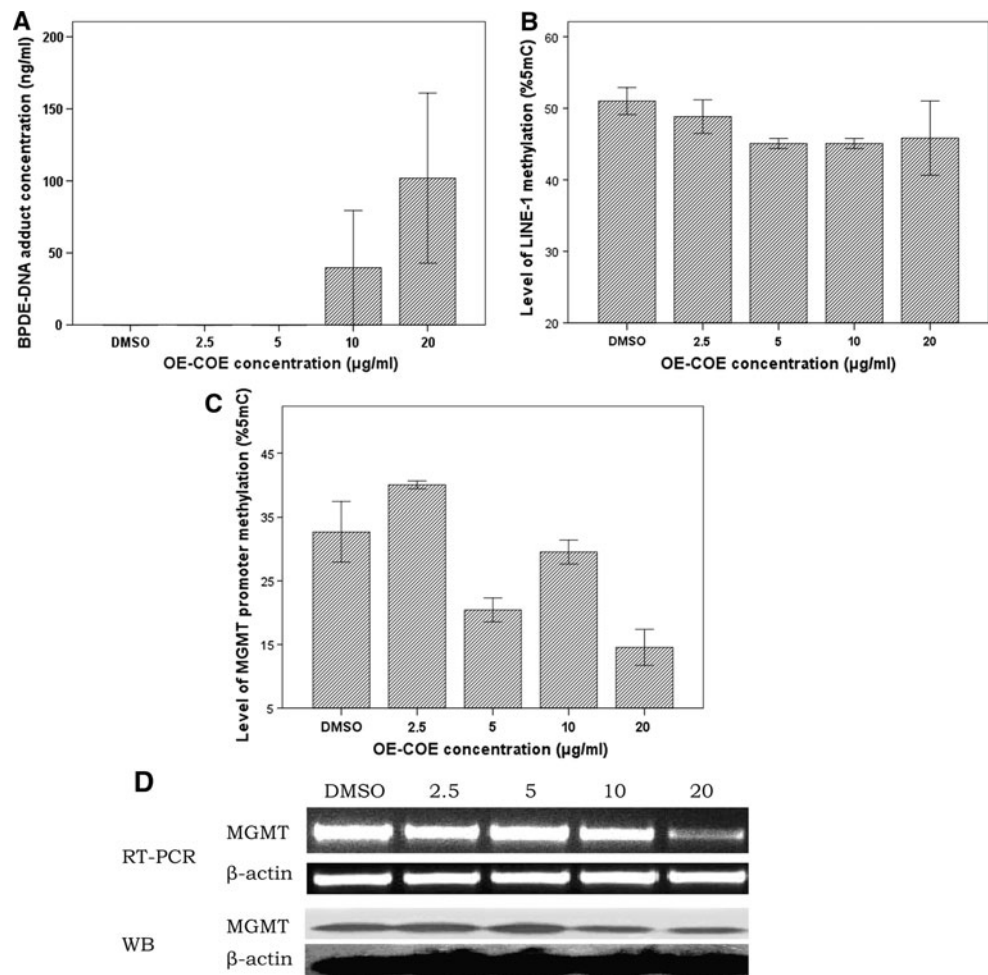 A
BPDE-DNA adduct concentration (ng/ml)
200
150
100
50
0
DMSO 2.5 5 10 20
OE-COE concentration (µg/ml)
B
Level of LINE-1 methylation (%5mC)
60
50
40
30
20
DMSO 2.5 5 10 20
OE-COE concentration (µg/ml)
C
Level of MGMT promoter methylation (%5mC)
45
35
25
15
5
DMSO 2.5 5 10 20
OE-COE concentration (µg/ml)
D
DMSO 2.5 5 10 20
RT-PCR
MGMT
β-actin
WB
MGMT
β-actin